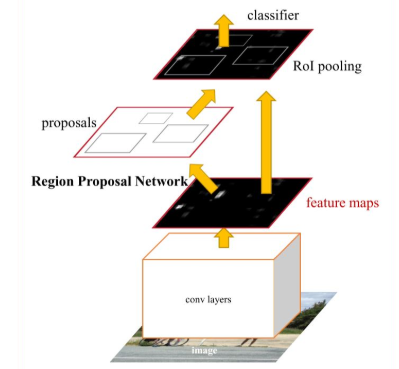 classifier
RoI pooling
proposals
Region Proposal Network
feature maps
conv layers
image